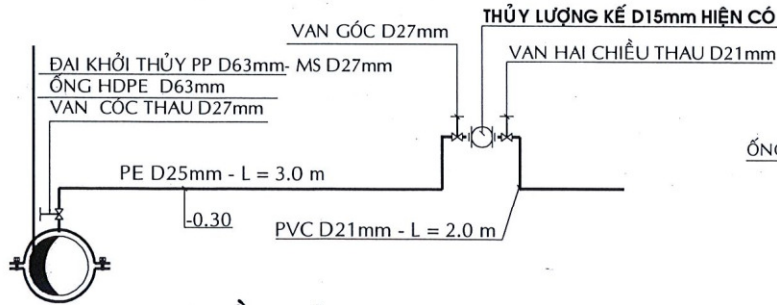 THỦY LƯỢNG KẾ D15mm HIỆN CÓ
VAN GÓC D27mm
VAN HAI CHIỀU THAU D21mm
ĐAI KHỞI THỦY PP D63mm- MS D27mm
ỐNG HDPE D63mm
VAN CÓC THAU D27mm
ỐNG
PE D25mm - L = 3.0 m
-0.30
PVC D21mm - L = 2.0 m